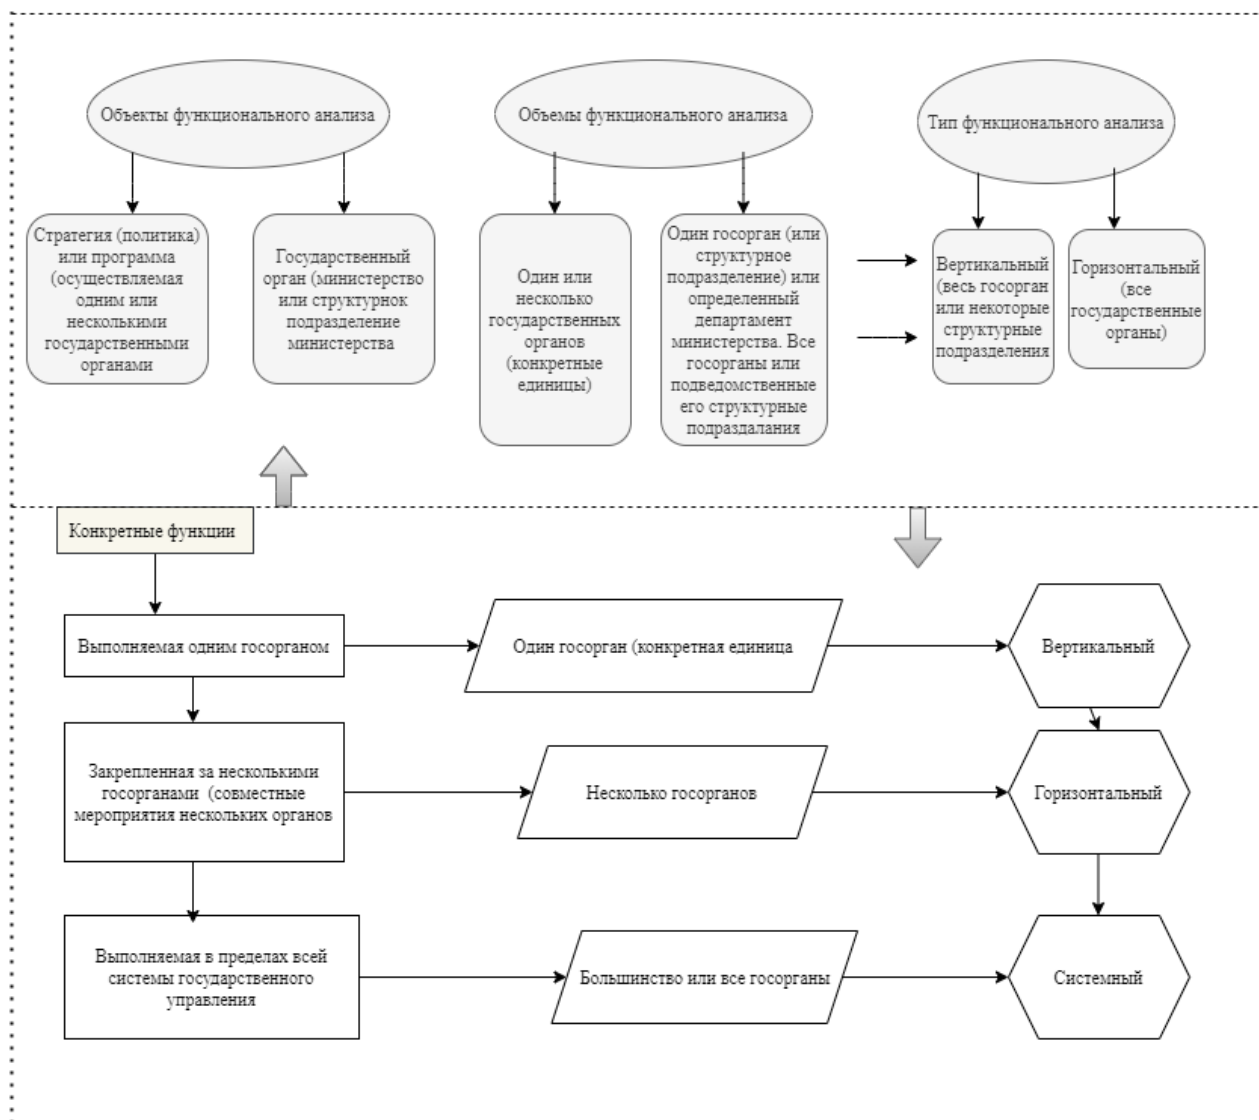 Объекты функционального анализа
Объемы функционального анализа
Тип функционального анализа
Стратегия (политика)
или программа
(осуществляемая
одним или
несколькими
государственными
органами
Государственный
орган (министерство
или структурнок
подразделение
министерства
Один или
несколько
государственных
органов
(конкретные
единицы)
Один госорган (или
структурное
подразделение) или
определенный
департамент
министерства. Все
госорганы или
подведомственные
его структурные
подраздалания
Вертикальный
(весь госорган
или некоторые
структурные
подразделения
Горизонтальный
(все
государственные
органы)
Конкретные функции
Выполняемая одним госорганом
Один госорган (конкретная единица
Вертикальный
Закрепленная за несколькими
госорганами (совместные
мероприятия нескольких органов
Несколько госорганов
Горизонтальный
Выполняемая в пределах всей
системы государственного
управления
Большинство или все госорганы
Системный